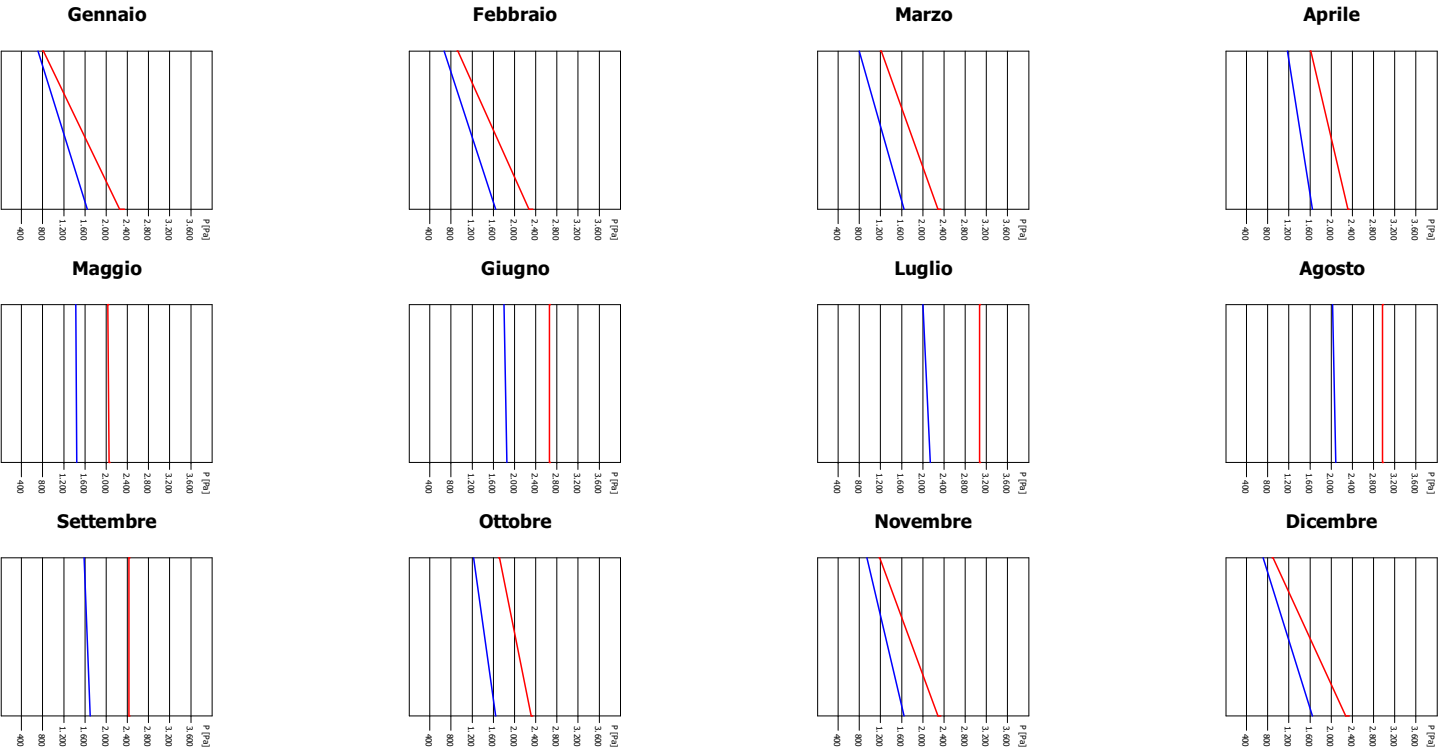 Gennaio
Febbraio
Marzo
Aprile
400 800 1.200 1.600 2.000 2.400 2.800 3.200 3.600 P [Pa]
400 800 1.200 1.600 2.000 2.400 2.800 3.200 3.600 P [Pa]
400 800 1.200 1.600 2.000 2.400 2.800 3.200 3.600 P [Pa]
400 800 1.200 1.600 2.000 2.400 2.800 3.200 3.600 P [Pa]
Maggio
Giugno
Luglio
Agosto
400 800 1.200 1.600 2.000 2.400 2.800 3.200 3.600 P [Pa]
400 800 1.200 1.600 2.000 2.400 2.800 3.200 3.600 P [Pa]
400 800 1.200 1.600 2.000 2.400 2.800 3.200 3.600 P [Pa]
400 800 1.200 1.600 2.000 2.400 2.800 3.200 3.600 P [Pa]
Settembre
Ottobre
Novembre
Dicembre
400 800 1.200 1.600 2.000 2.400 2.800 3.200 3.600 P [Pa]
400 800 1.200 1.600 2.000 2.400 2.800 3.200 3.600 P [Pa]
400 800 1.200 1.600 2.000 2.400 2.800 3.200 3.600 P [Pa]
400 800 1.200 1.600 2.000 2.400 2.800 3.200 3.600 P [Pa]